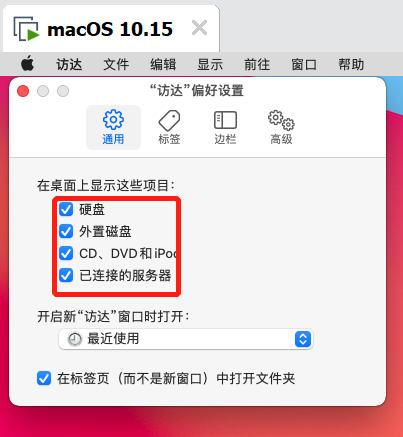 macOS 10.15
访达 文件 编辑 显示 前往 窗口 帮助
“访达”偏好设置
通用 标签 边栏 高级
在桌面上显示这些项目：
硬盘
外置磁盘
CD、DVD和iPod
已连接的服务器
开启新“访达”窗口时打开：
最近使用
在标签页（而不是新窗口）中打开文件夹